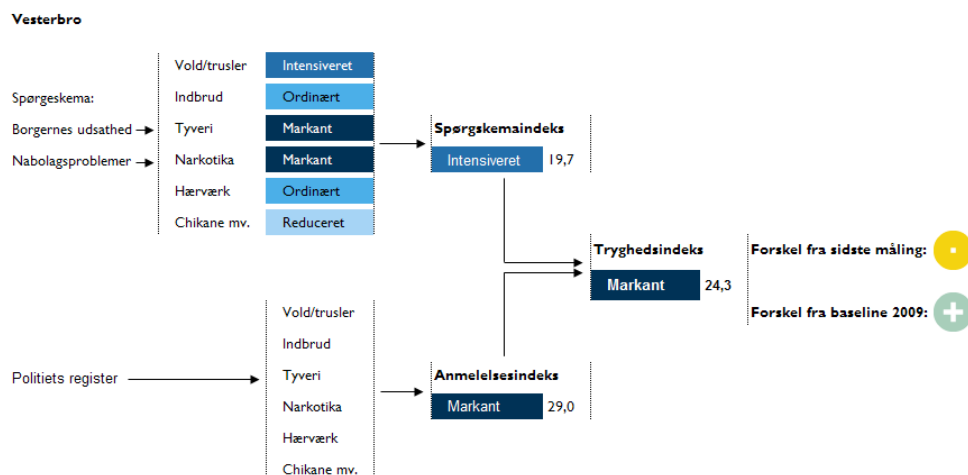 Vesterbro
Vold/trusler Intensiveret
Spørgeskema: Indbrud Ordinært
Borgernes udsathed Tyveri Markant Spørgskemaindeks
Nabolagsproblemer Narkotika Markant Intensiveret 19,7
Hærværk Ordinært
Chikane mv. Reduceret
Tryghedsindeks Forskel fra sidste måling:
Markant 24,3
Forskel fra baseline 2009:
Vold/trusler
Indbrud
Politiets register Tyveri Anmelelsesindeks
Narkotika Markant 29,0
Hærværk
Chikane mv.